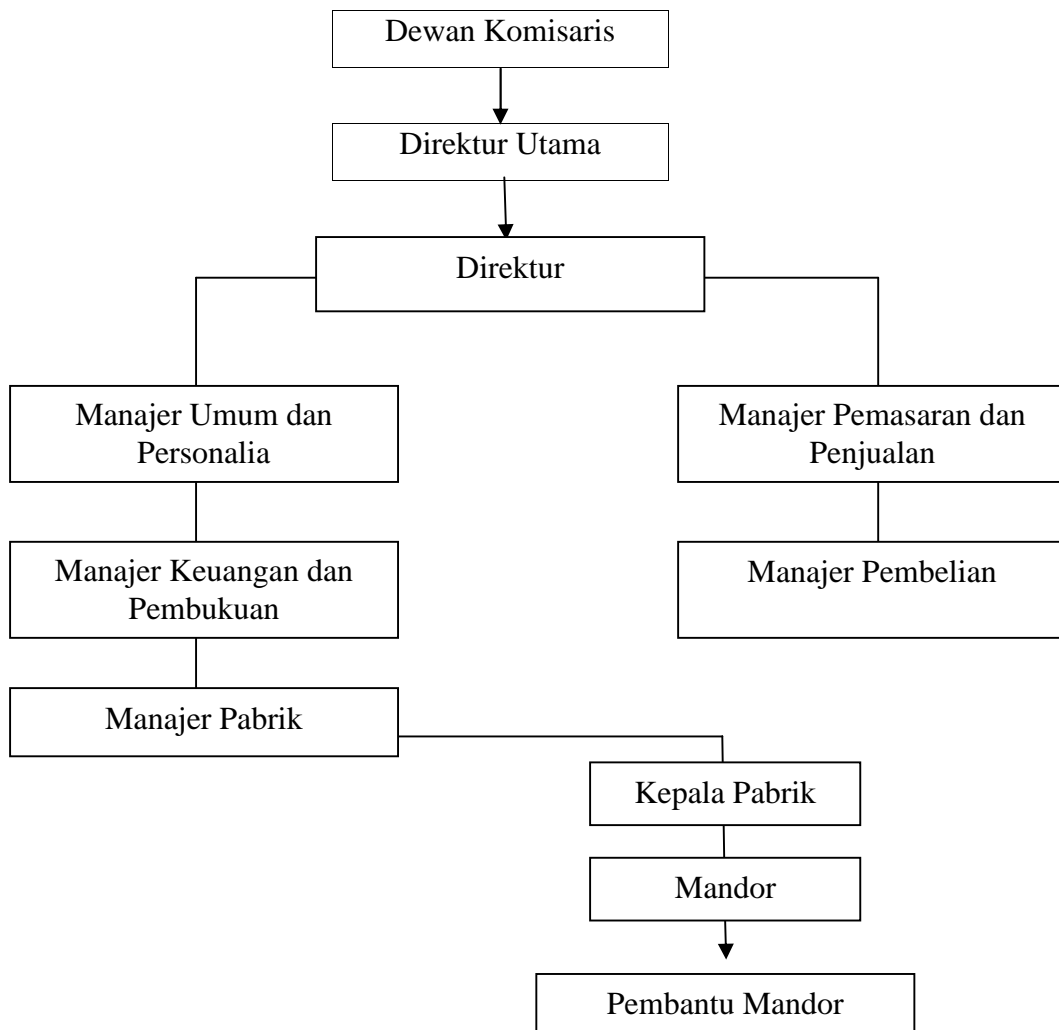 Dewan Komisaris
Direktur Utama
Direktur
Manajer Umum dan
Personalia
Manajer Pemasaran dan
Penjualan
Manajer Keuangan dan
Pembukuan
Manajer Pembelian
Manajer Pabrik
Kepala Pabrik
Mandor
Pembantu Mandor